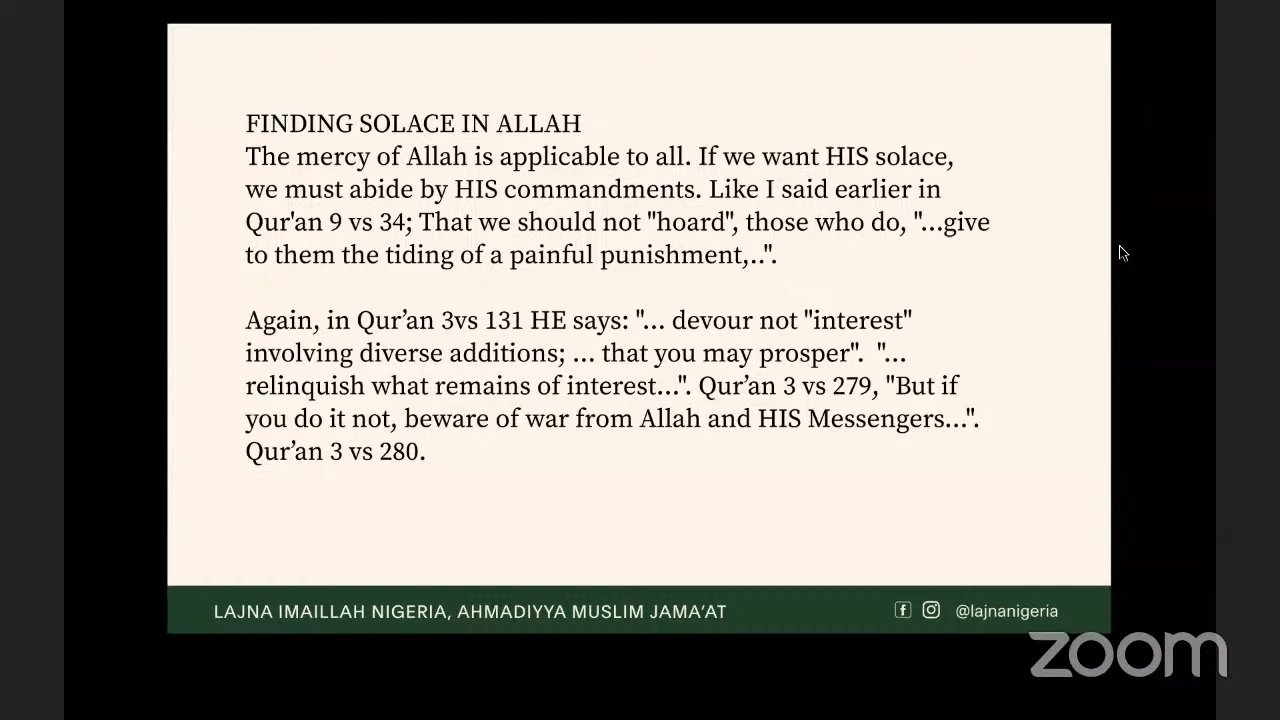 FINDING SOLACE IN ALLAH
The mercy of Allah is applicable to all. If we want HIS solace,
we must abide by HIS commandments. Like I said earlier in
Qur'an 9 vs 34; That we should not "hoard", those who do, "...give
to them the tiding of a painful punishment,..".
Again, in Qur’an 3vs 131 HE says: "... devour not "interest"
involving diverse additions; ... that you may prosper".  "...
relinquish what remains of interest...". Qur’an 3 vs 279, "But if
you do it not, beware of war from Allah and HIS Messengers...".
Qur’an 3 vs 280.
LAJNA IMAILLAH NIGERIA, AHMADIYYA MUSLIM JAMA’AT
@lajnanigeria
zoom